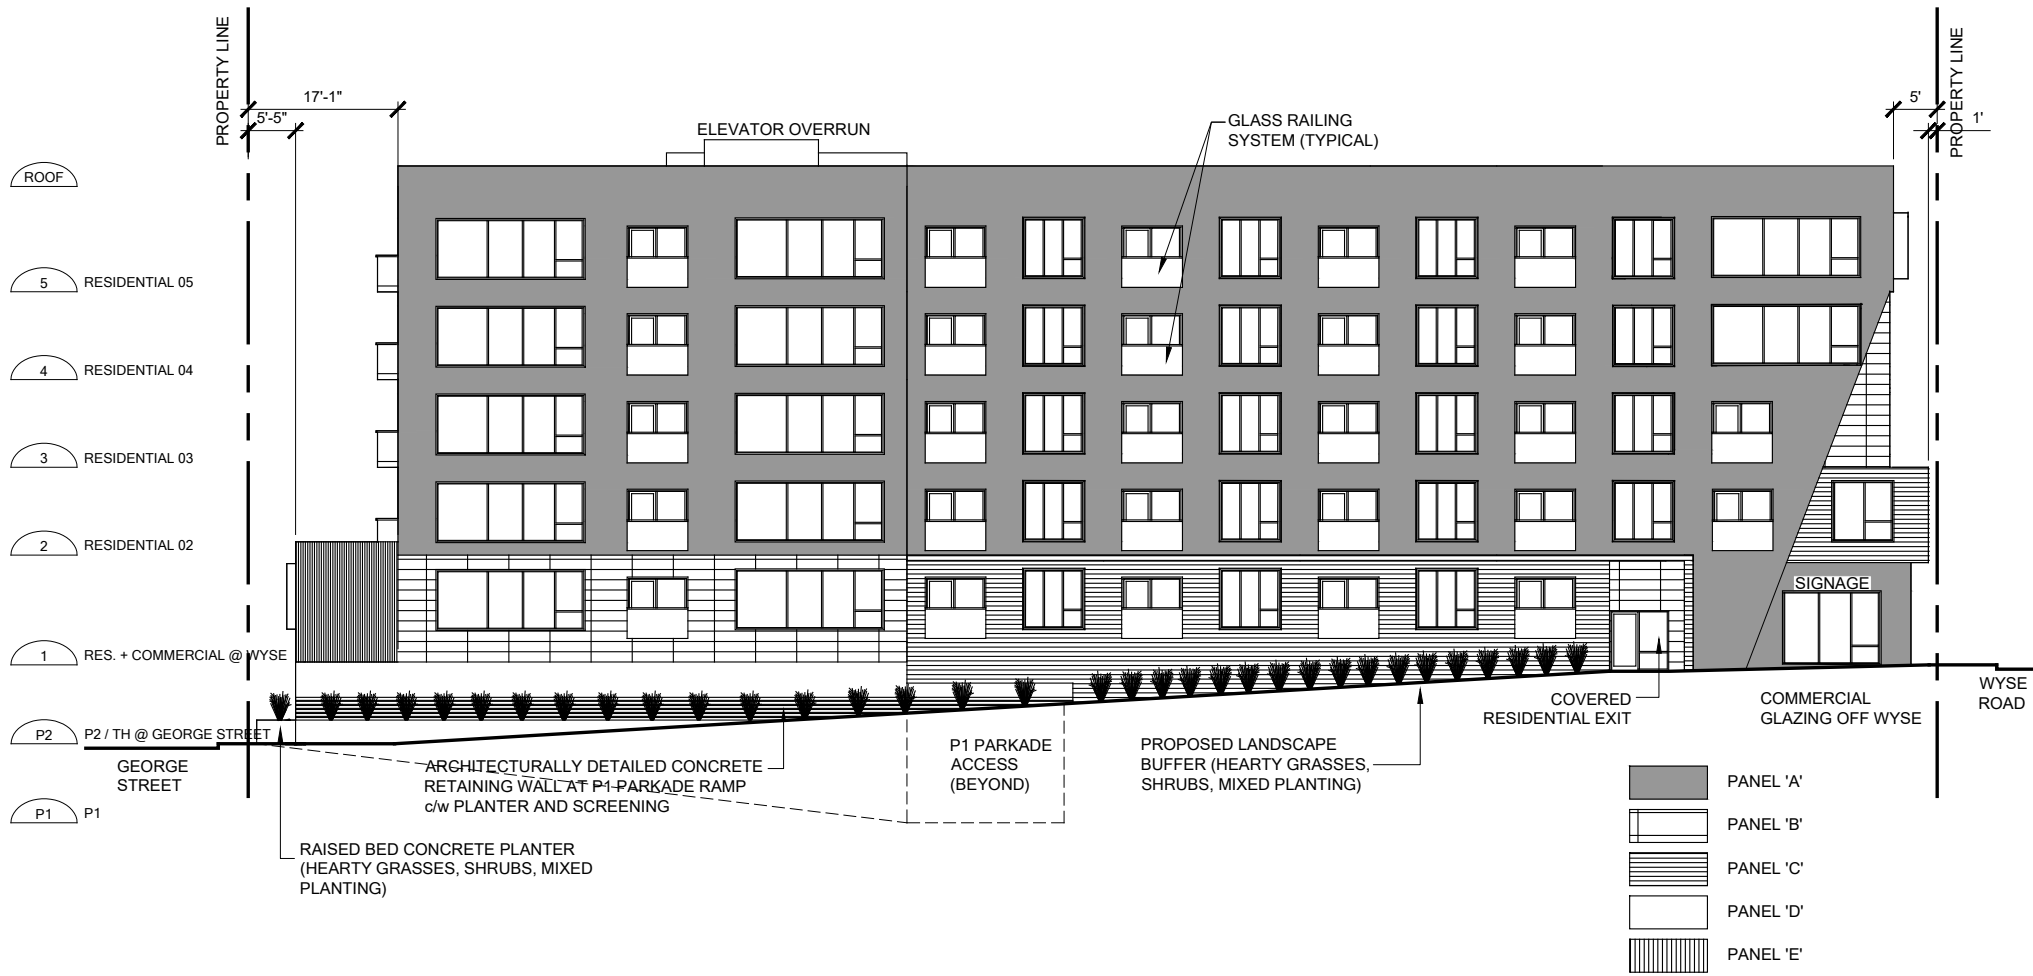 PROPERTY LINE
17'-1"
5'-5"
ELEVATOR OVERRUN
GLASS RAILING
SYSTEM (TYPICAL)
5'
1'
PROPERTY LINE
ROOF
5 RESIDENTIAL 05
4 RESIDENTIAL 04
3 RESIDENTIAL 03
2 RESIDENTIAL 02
SIGNAGE
1 RES. + COMMERCIAL @ WYSE
P2 P2 / TH @ GEORGE STREET
GEORGE
STREET
P1 P1
ARCHITECTURALLY DETAILED CONCRETE
RETAINING WALL AT P1 PARKADE RAMP
c/w PLANTER AND SCREENING
RAISED BED CONCRETE PLANTER
(HEARTY GRASSES, SHRUBS, MIXED
PLANTING)
P1 PARKADE
ACCESS
(BEYOND)
PROPOSED LANDSCAPE
BUFFER (HEARTY GRASSES,
SHRUBS, MIXED PLANTING)
COVERED
RESIDENTIAL EXIT
COMMERCIAL
GLAZING OFF WYSE
WYSE
ROAD
PANEL 'A'
PANEL 'B'
PANEL 'C'
PANEL 'D'
PANEL 'E'